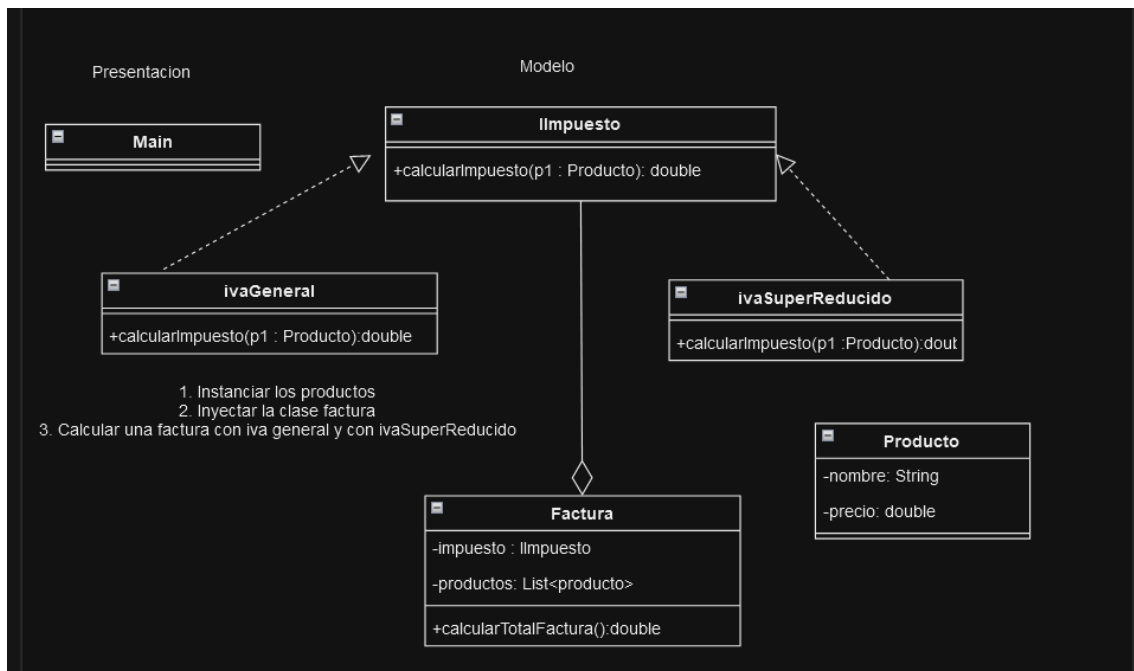 Presentacion
Modelo
Main
IImpuesto
+calcularImpuesto(p1 : Producto): double
ivaGeneral
+calcularImpuesto(p1 : Producto):double
ivaSuperReducido
+calcularImpuesto(p1 :Producto):doub
1. Instanciar los productos
2. Inyectar la clase factura
3. Calcular una factura con iva general y con ivaSuperReducido
Producto
-nombre: String
-precio: double
Factura
-impuesto : IImpuesto
-productos: List<producto>
+calcularTotalFactura():double